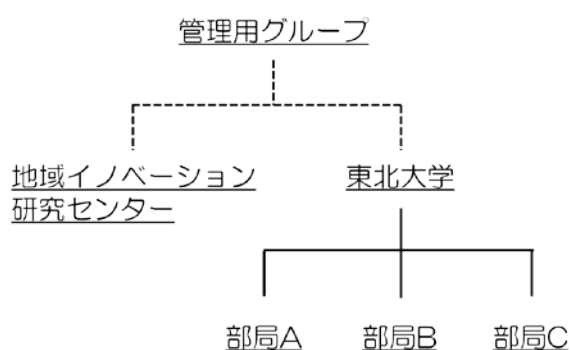 管理用グループ
地域イノベーション
研究センター
東北大学
部局A
部局B
部局C